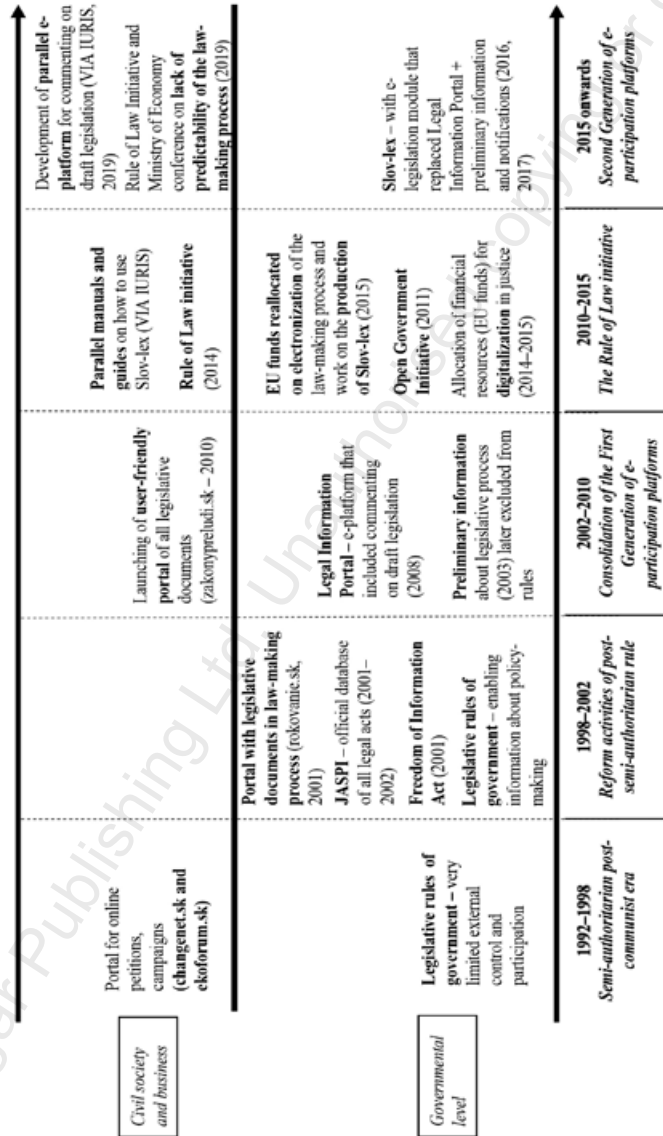 Civil society
and business
Portal for online
petitions,
campaigns
(changenet.sk and
ekoforum.sk)
Launching of user-friendly
portal of all legislative
documents
(zakonypreludi.sk – 2010)
Parallel manuals and
guides on how to use
Slov-lex (VIA IURIS)
Rule of Law initiative
(2014)
Development of parallel e-
platform for commenting on
draft legislation (VIA IURIS,
2019)
Rule of Law Initiative and
Ministry of Economy
conference on lack of
predictability of the law-
making process (2019)
Governmental
level
Legislative rules of
government – very
limited external
control and
participation
Portal with legislative
documents in law-making
process (rokovanie.sk,
2001)
JASPI – official database
of all legal acts (2001–
2002)
Freedom of Information
Act (2001)
Legislative rules of
government – enabling
information about policy-
making
Legal Information
Portal – e-platform that
included commenting
on draft legislation
(2008)
Preliminary information
about legislative process
(2003) later excluded from
rules
EU funds reallocated
on electronization of the
law-making process and
work on the production
of Slov-lex (2015)
Open Government
Initiative (2011)
Allocation of financial
resources (EU funds) for
digitalization in justice
(2014–2015)
Slov-lex – with e-
legislation module that
replaced Legal
Information Portal +
preliminary information
and notifications (2016,
2017)
1992–1998
Semi-authoritarian post-
communist era
1998–2002
Reform activities of post-
semi-authoritarian rule
2002–2010
Consolidation of the First
Generation of e-
participation platforms
2010–2015
The Rule of Law initiative
2015 onwards
Second Generation of e-
participation platforms
Publishing Ltd, Unauthorised Copying